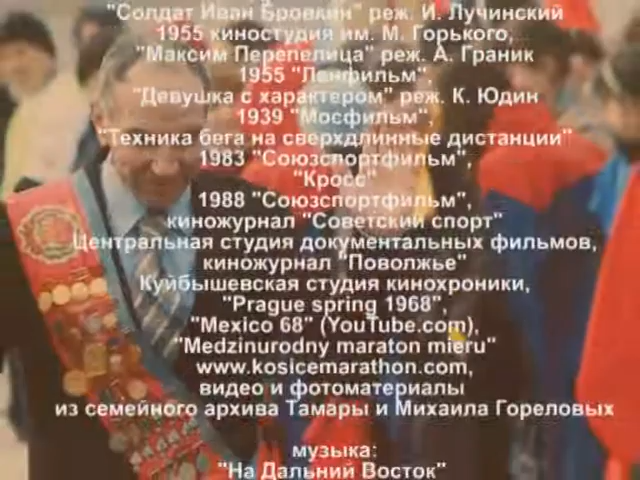 "Солдат Иван Бровкин" реж. И. Лучинский
1955 киностудия им. М. Горького,
"Максим Перепелица" реж. А. Граник
1955 "Ленфильм",
"Девушка с характером" реж. К. Юдин
1939 "Мосфильм",
"Техника бега на сверхдлинные дистанции"
1983 "Союзспортфильм",
"Кросс"
1988 "Союзспортфильм",
киножурнал "Советский спорт"
Центральная студия документальных фильмов,
киножурнал "Поволжье"
Куйбышевская студия кинохроники,
"Prague spring 1968",
"Mexico 68" (YouTube.com),
"Medzinurodny maraton mieru"
www.kosicemarathon.com,
видео и фотоматериалы
из семейного архива Тамары и Михаила Гореловых
музыка:
"На Дальний Восток"